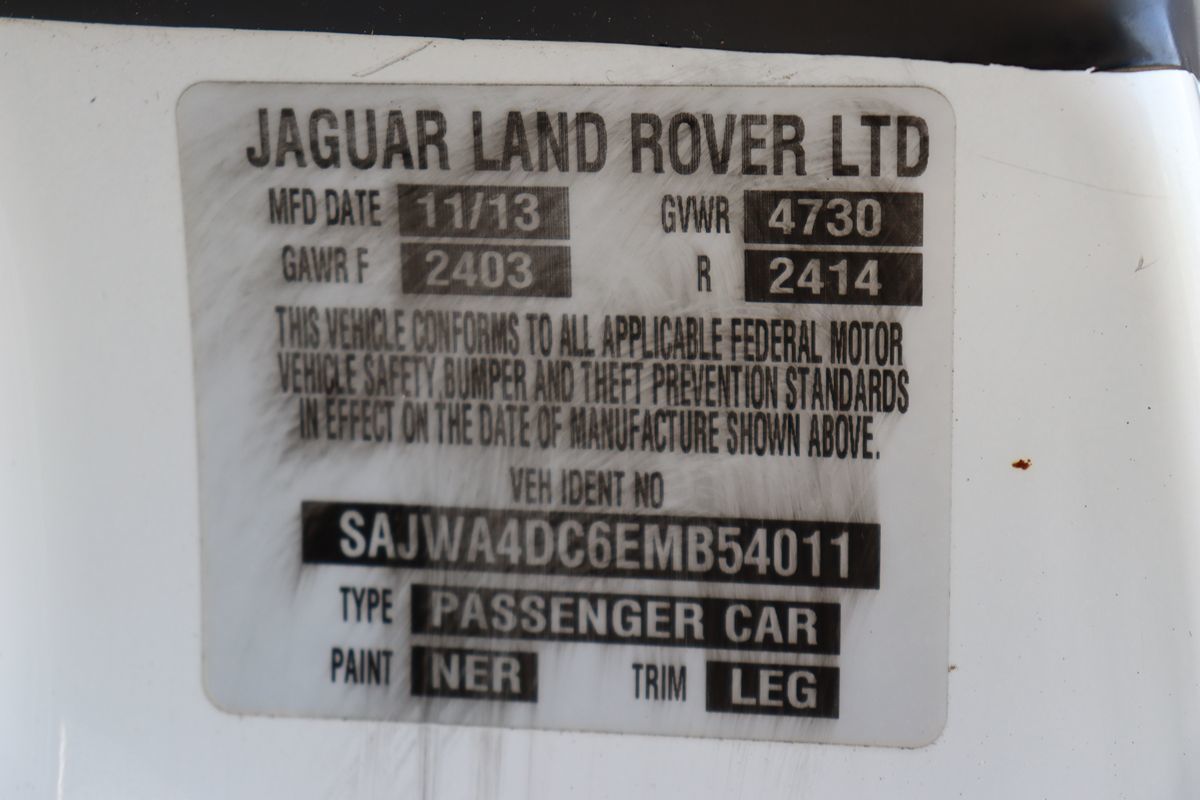 JAGUAR LAND ROVER LTD
MFD DATE 11/13 GVWR 4730
GAWR F 2403 R 2414
THIS VEHICLE CONFORMS TO ALL APPLICABLE FEDERAL MOTOR
VEHICLE SAFETY, BUMPER AND THEFT PREVENTION STANDARDS
IN EFFECT ON THE DATE OF MANUFACTURE SHOWN ABOVE.
VEH IDENT NO
SAJWA4DC6EMB54011
TYPE PASSENGER CAR
PAINT NER TRIM LEG